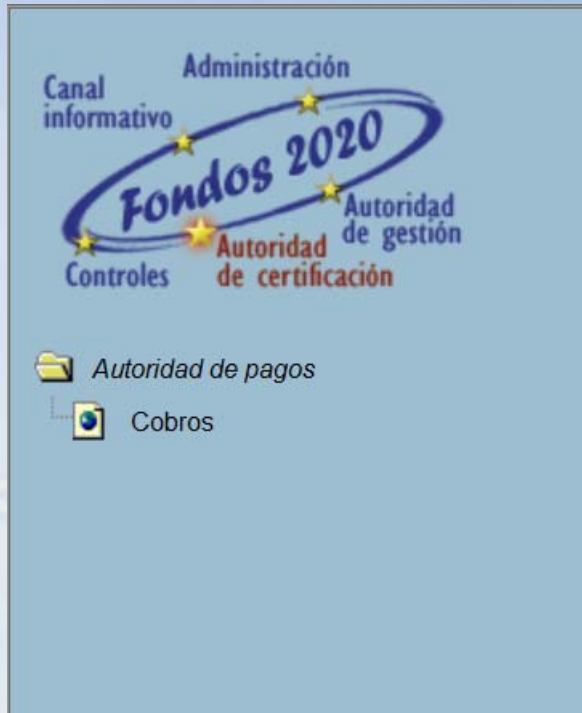 Administración
Canal
informativo
Fondos 2020
Autoridad
de gestión
Autoridad
de certificación
Controles
Autoridad de pagos
Cobros